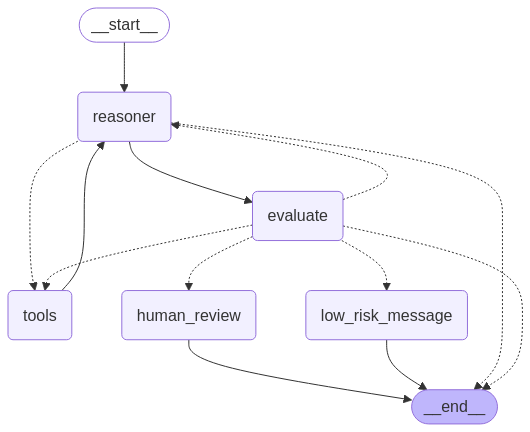 __start__
reasoner
evaluate
tools
human_review
low_risk_message
__end__